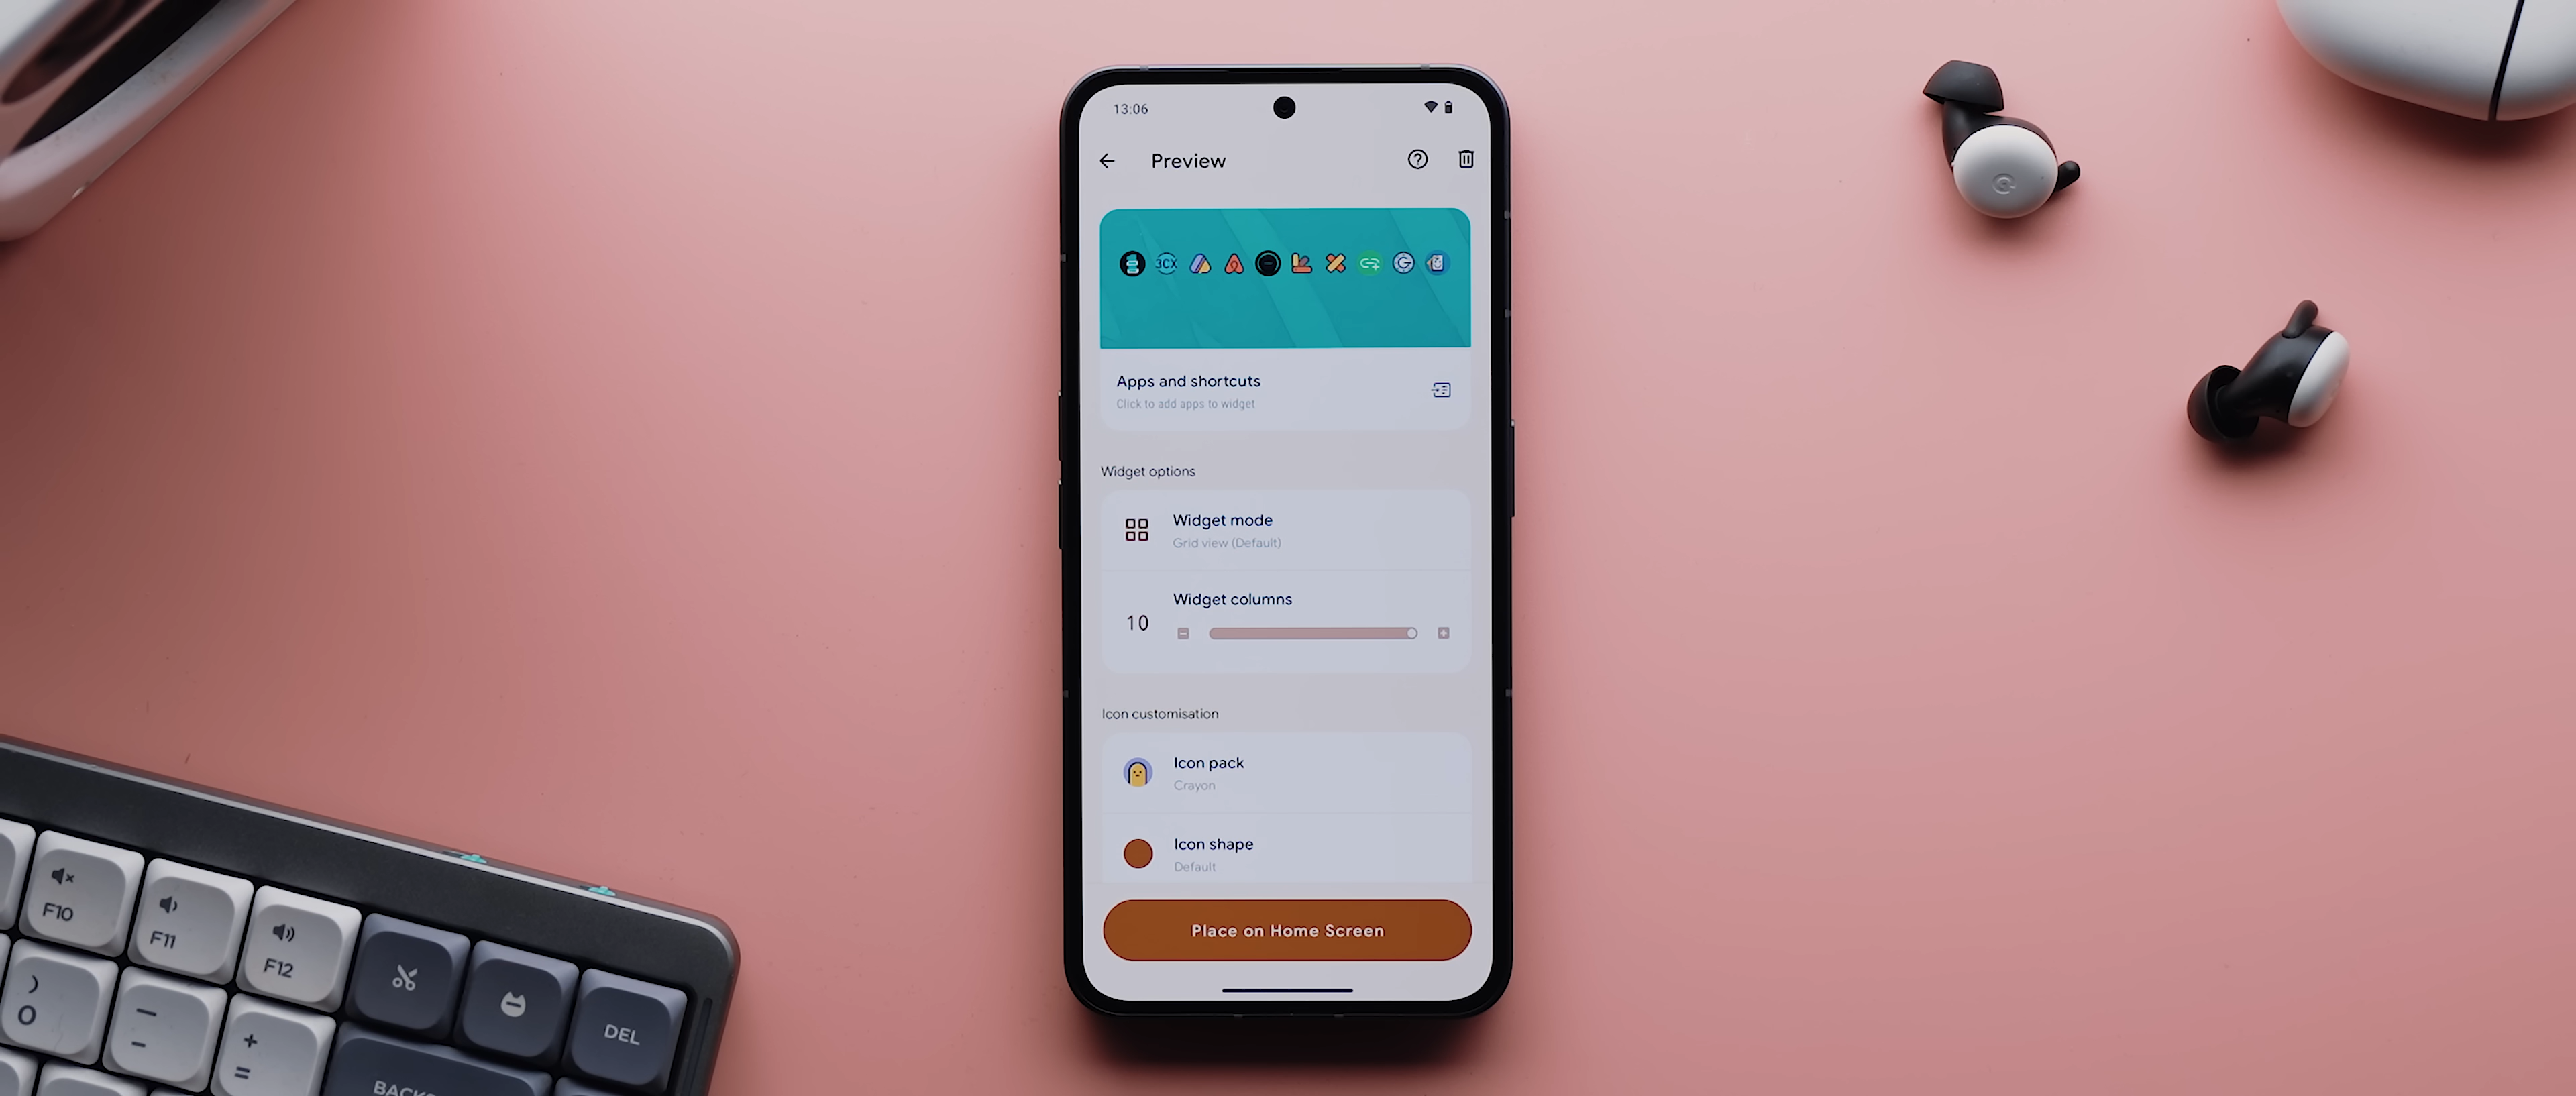 13:06
Preview
3CX
Apps and shortcuts
Click to add apps to widget
Widget options
Widget mode
Grid view (Default)
Widget columns
10
Icon customisation
Icon pack
Crayon
Icon shape
Default
Place on Home Screen
F10
F11
F12
DEL
)
0
—
-
+
=